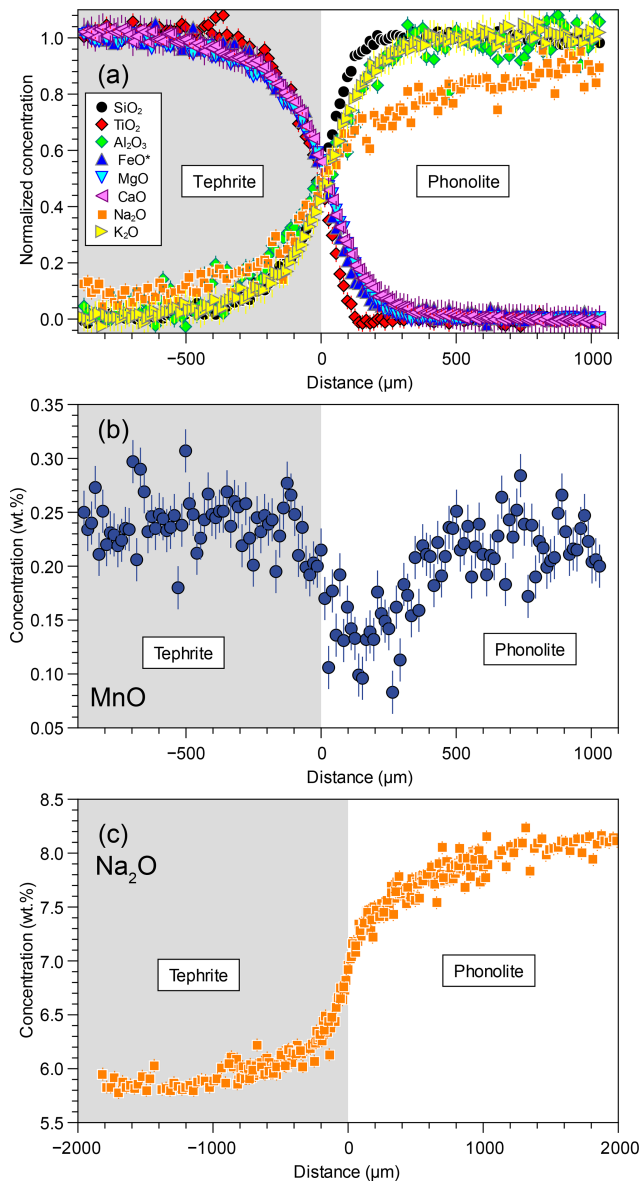 (a)
SiO₂
TiO₂
Al₂O₃
FeO*
MgO
CaO
Na₂O
K₂O
Tephrite
Phonolite
Normalized concentration
1.0
0.8
0.6
0.4
0.2
0.0
−500
0
500
1000
Distance (µm)
(b)
Concentration (wt.%)
0.35
0.30
0.25
0.20
0.15
0.10
0.05
Tephrite
Phonolite
MnO
−500
0
500
1000
Distance (µm)
(c)
Na₂O
Concentration (wt.%)
8.5
8.0
7.5
7.0
6.5
6.0
5.5
Tephrite
Phonolite
−2000
−1000
0
1000
2000
Distance (µm)